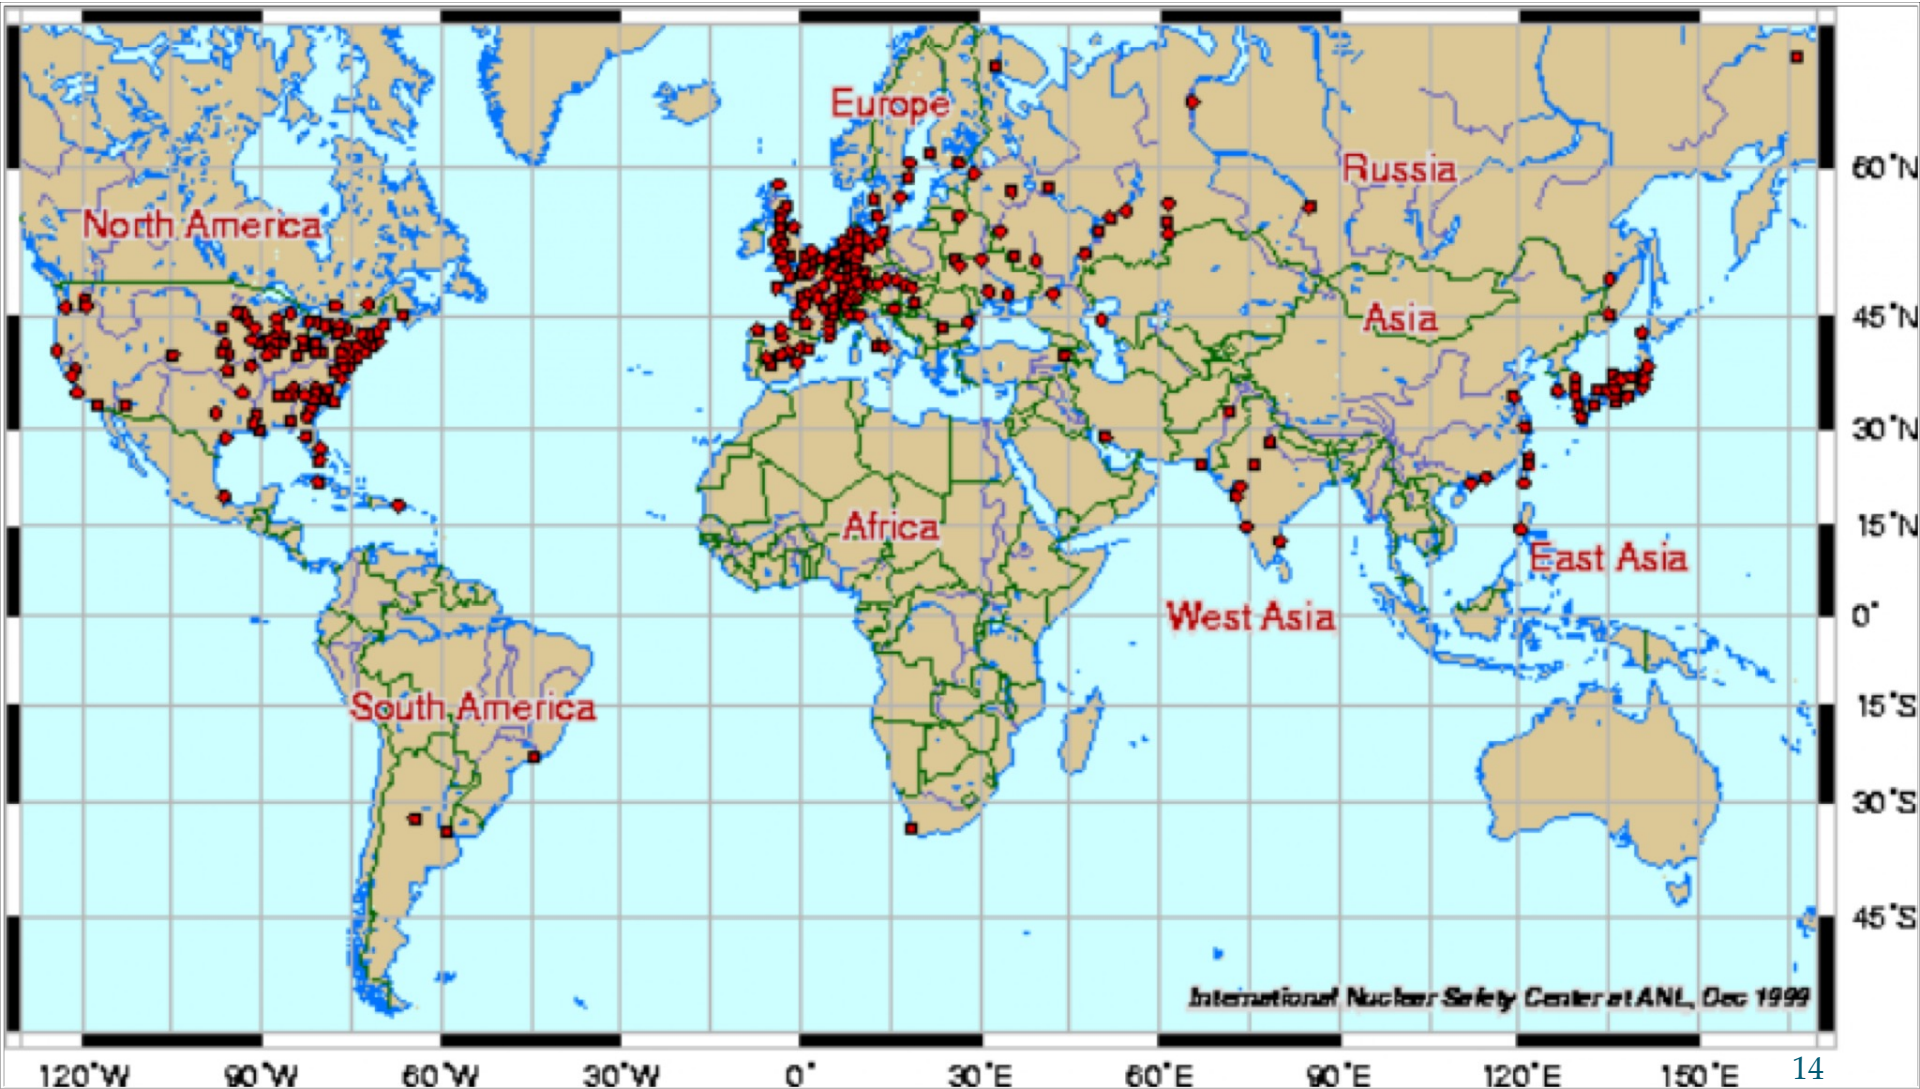 Europe
60°N
Russia
North America
45°N
Asia
30°N
15°N
Africa
East Asia
0°
West Asia
South America
15°S
30°S
45°S
International Nuclear Safety Center at ANL, Dec 1999
120°W
90°W
60°W
30°W
0°
30°E
60°E
90°E
120°E
150°E
14